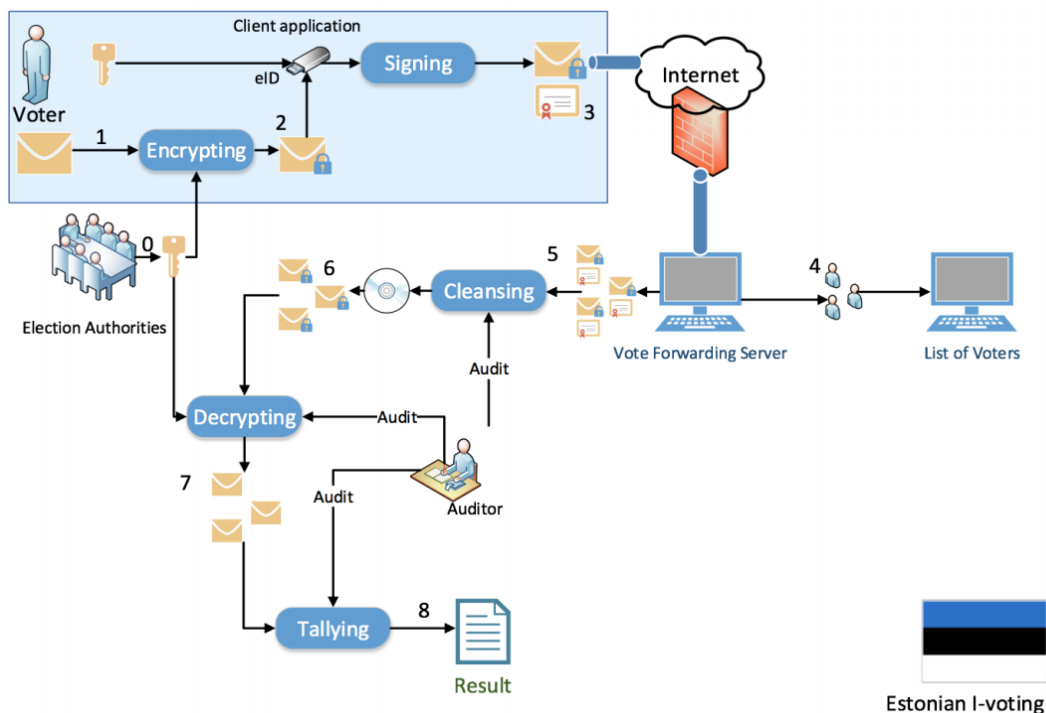 Client application
eID
Signing
Internet
Voter
1
2
3
Encrypting
0
Election Authorities
6
5
4
Cleansing
Vote Forwarding Server
List of Voters
Audit
Decrypting
Audit
7
Audit
Auditor
Tallying
8
Result
Estonian I-voting